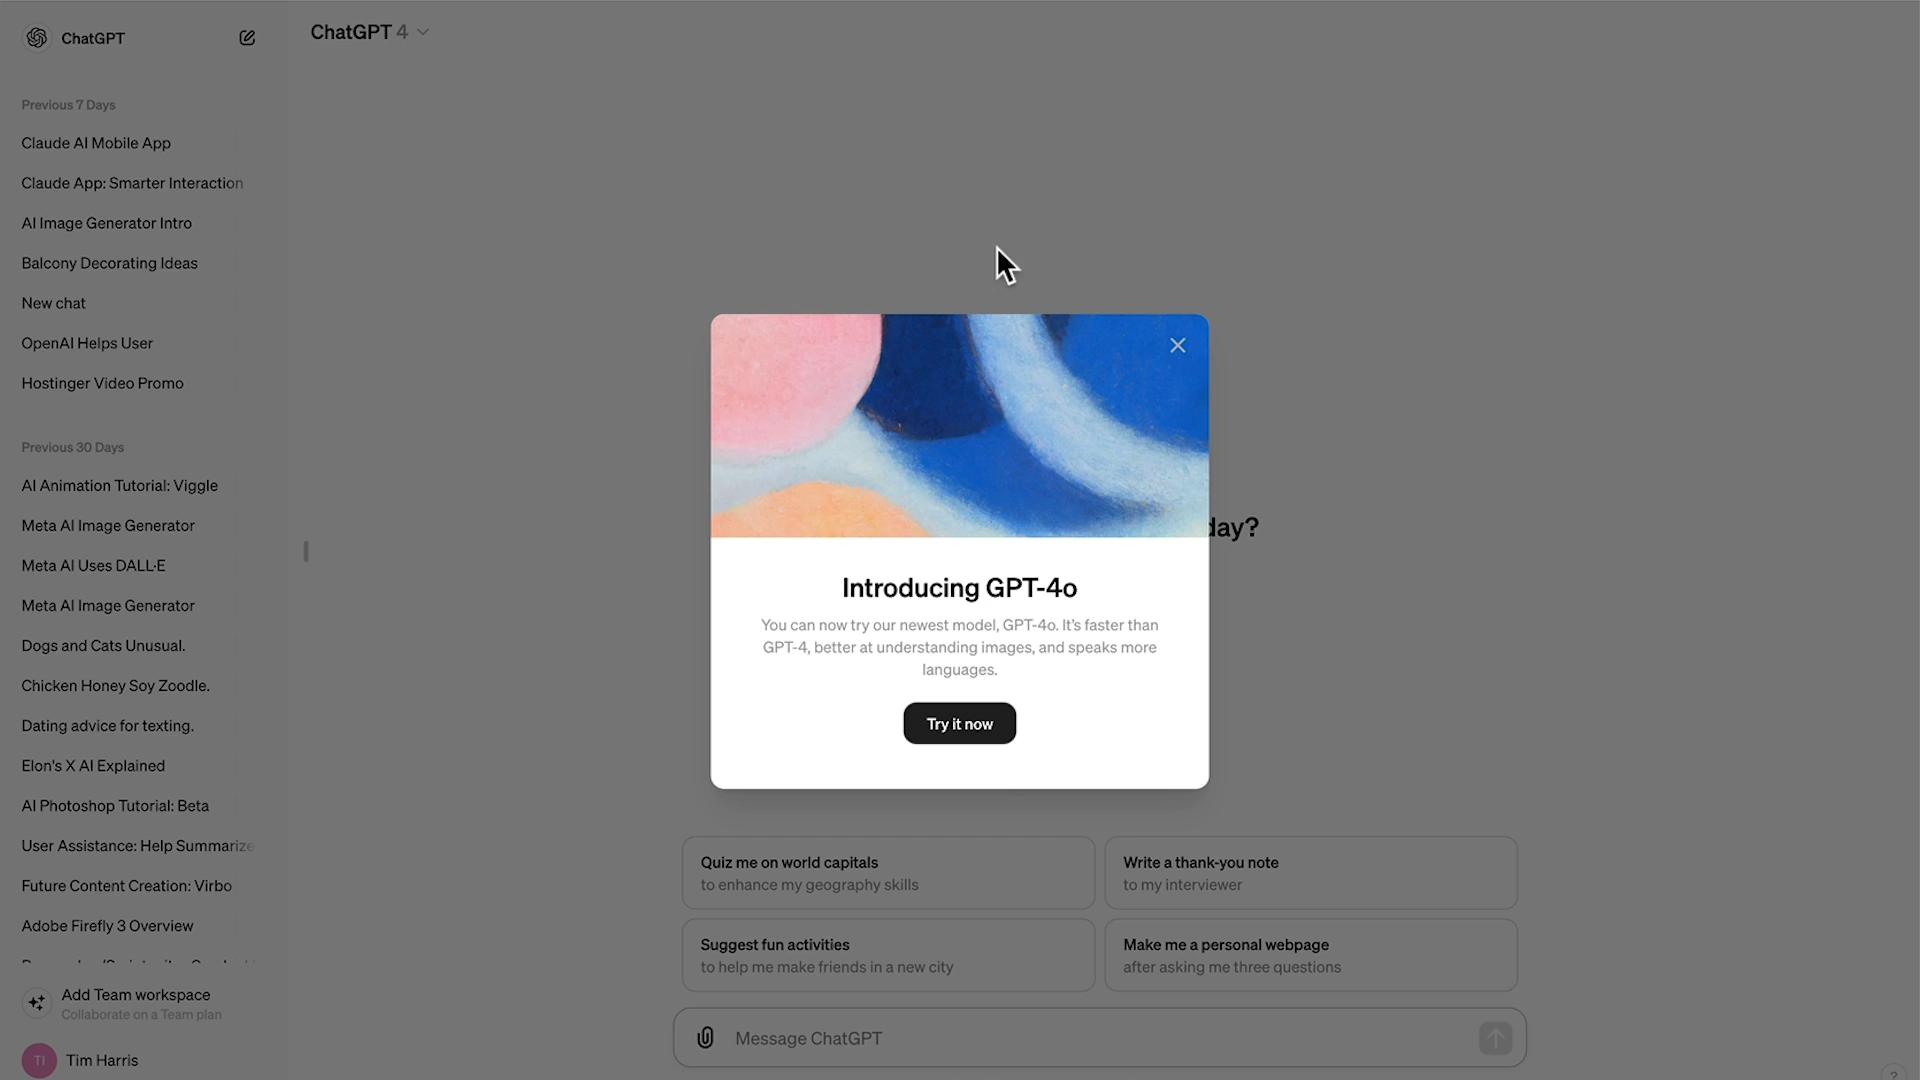 ChatGPT
Previous 7 Days
Claude AI Mobile App
Claude App: Smarter Interaction
AI Image Generator Intro
Balcony Decorating Ideas
New chat
OpenAI Helps User
Hostinger Video Promo
Previous 30 Days
AI Animation Tutorial: Viggle
Meta AI Image Generator
Meta AI Uses DALL·E
Meta AI Image Generator
Dogs and Cats Unusual.
Chicken Honey Soy Zoodle.
Dating advice for texting.
Elon's X AI Explained
AI Photoshop Tutorial: Beta
User Assistance: Help Summarize
Future Content Creation: Virbo
Adobe Firefly 3 Overview
Add Team workspace
Collaborate on a Team plan
TI
Tim Harris
ChatGPT 4
day?
Introducing GPT-4o
You can now try our newest model, GPT-4o. It's faster than
GPT-4, better at understanding images, and speaks more
languages.
Try it now
Quiz me on world capitals
to enhance my geography skills
Write a thank-you note
to my interviewer
Suggest fun activities
to help me make friends in a new city
Make me a personal webpage
after asking me three questions
Message ChatGPT
?